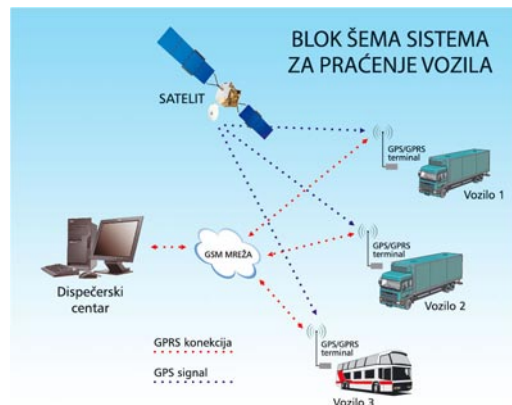 BLOK ŠEMA SISTEMA
ZA PRAĆENJE VOZILA
SATELIT
GPS/GPRS
terminal
Vozilo 1
GSM MREŽA
GPS/GPRS
terminal
Vozilo 2
Dispečerski
centar
GPRS konekcija
GPS signal
GPS/GPRS
terminal
Vozilo 3